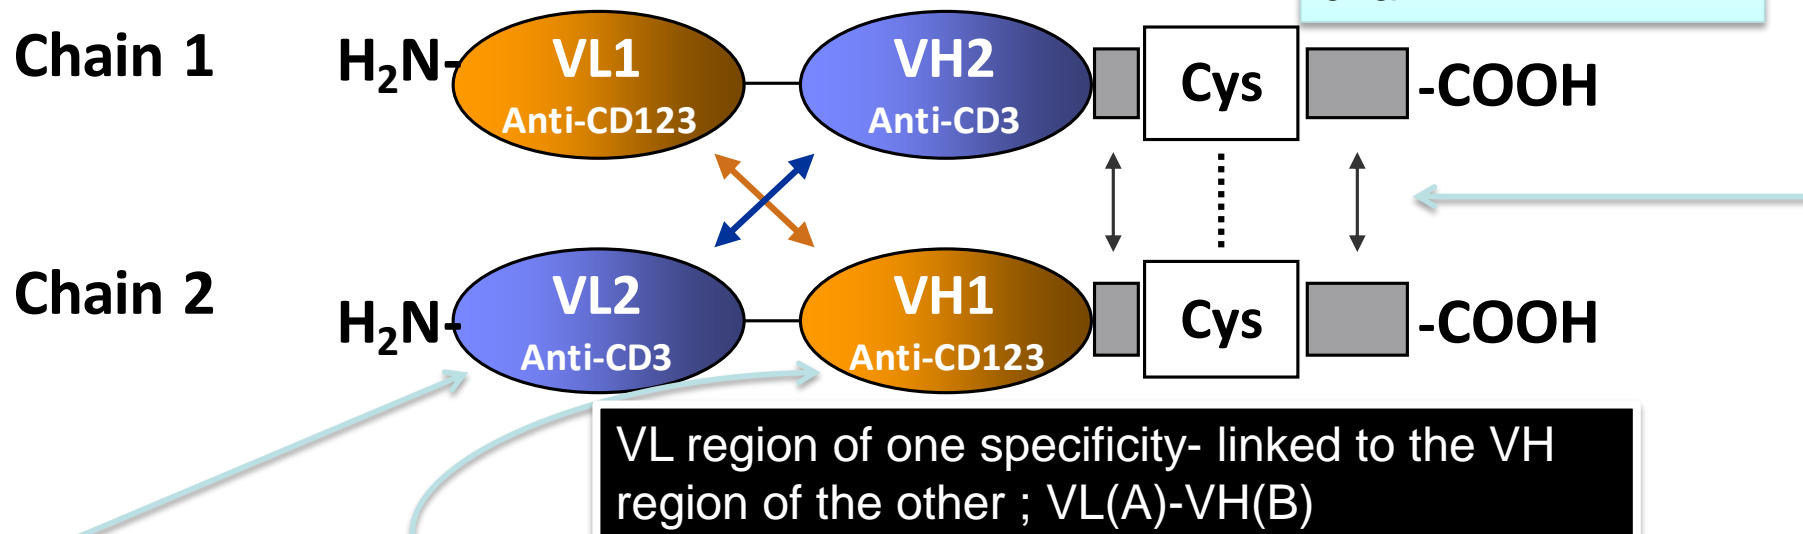 Chain 1
H₂N-
VL1
Anti-CD123
VH2
Anti-CD3
Cys
-COOH
Chain 2
H₂N-
VL2
Anti-CD3
VH1
Anti-CD123
Cys
-COOH
VL region of one specificity- linked to the VH
region of the other ; VL(A)-VH(B)